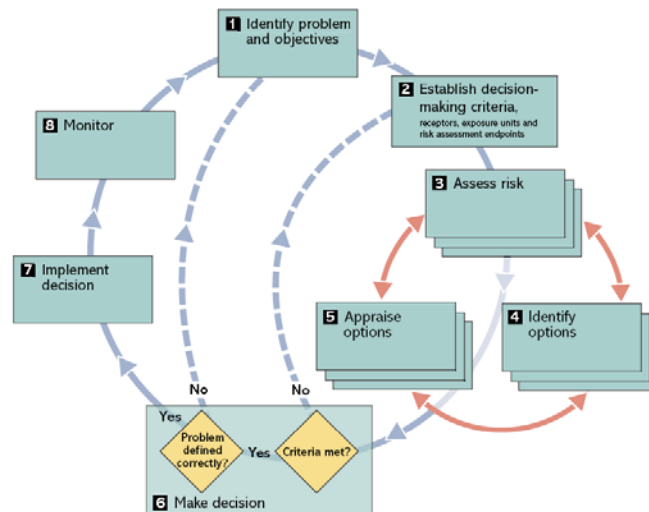 1 Identify problem
and objectives
2 Establish decision-
making criteria,
receptors, exposure units and
risk assessment endpoints
3 Assess risk
4 Identify
options
5 Appraise
options
6 Make decision
Criteria met?
No
Yes
Problem
defined
correctly?
No
Yes
7 Implement
decision
8 Monitor